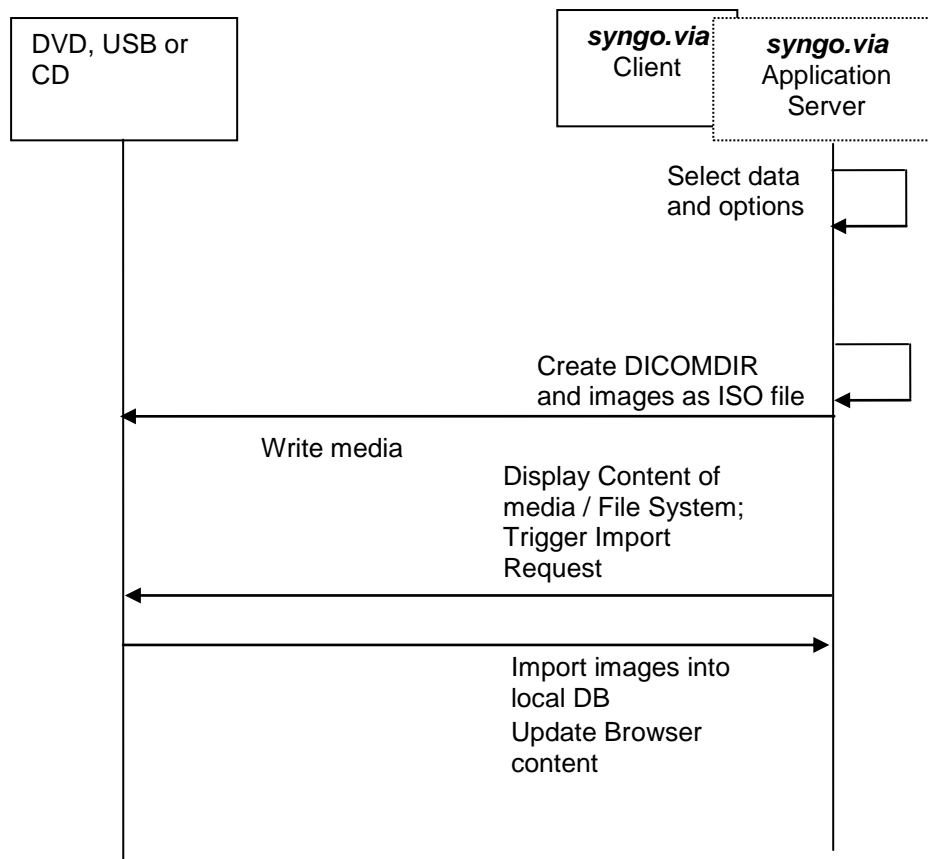 DVD, USB or
CD
syngo.via
Client
syngo.via
Application
Server
Select data
and options
Create DICOMDIR
and images as ISO file
Write media
Display Content of
media / File System;
Trigger Import
Request
Import images into
local DB
Update Browser
content